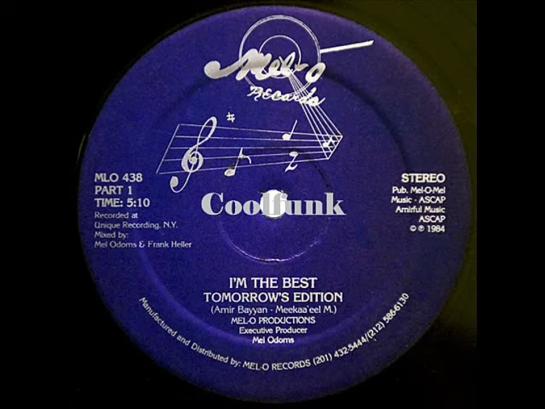 Mel-O
Records
MLO 438
PART 1
TIME: 5:10
Recorded at
Unique Recording, N.Y.
Mixed by:
Mel Odoms & Frank Heller
STEREO
Pub. Mel-O-Mel
Music - ASCAP
Amirful Music
ASCAP
© ℗ 1984
Coolfunk
I'M THE BEST
TOMORROW'S EDITION
(Amir Bayyan - Meekaa'eel M.)
MEL-O PRODUCTIONS
Executive Producer
Mel Odoms
Manufactured and Distributed by: MEL-O RECORDS (201) 432-5444/(212) 586-6130